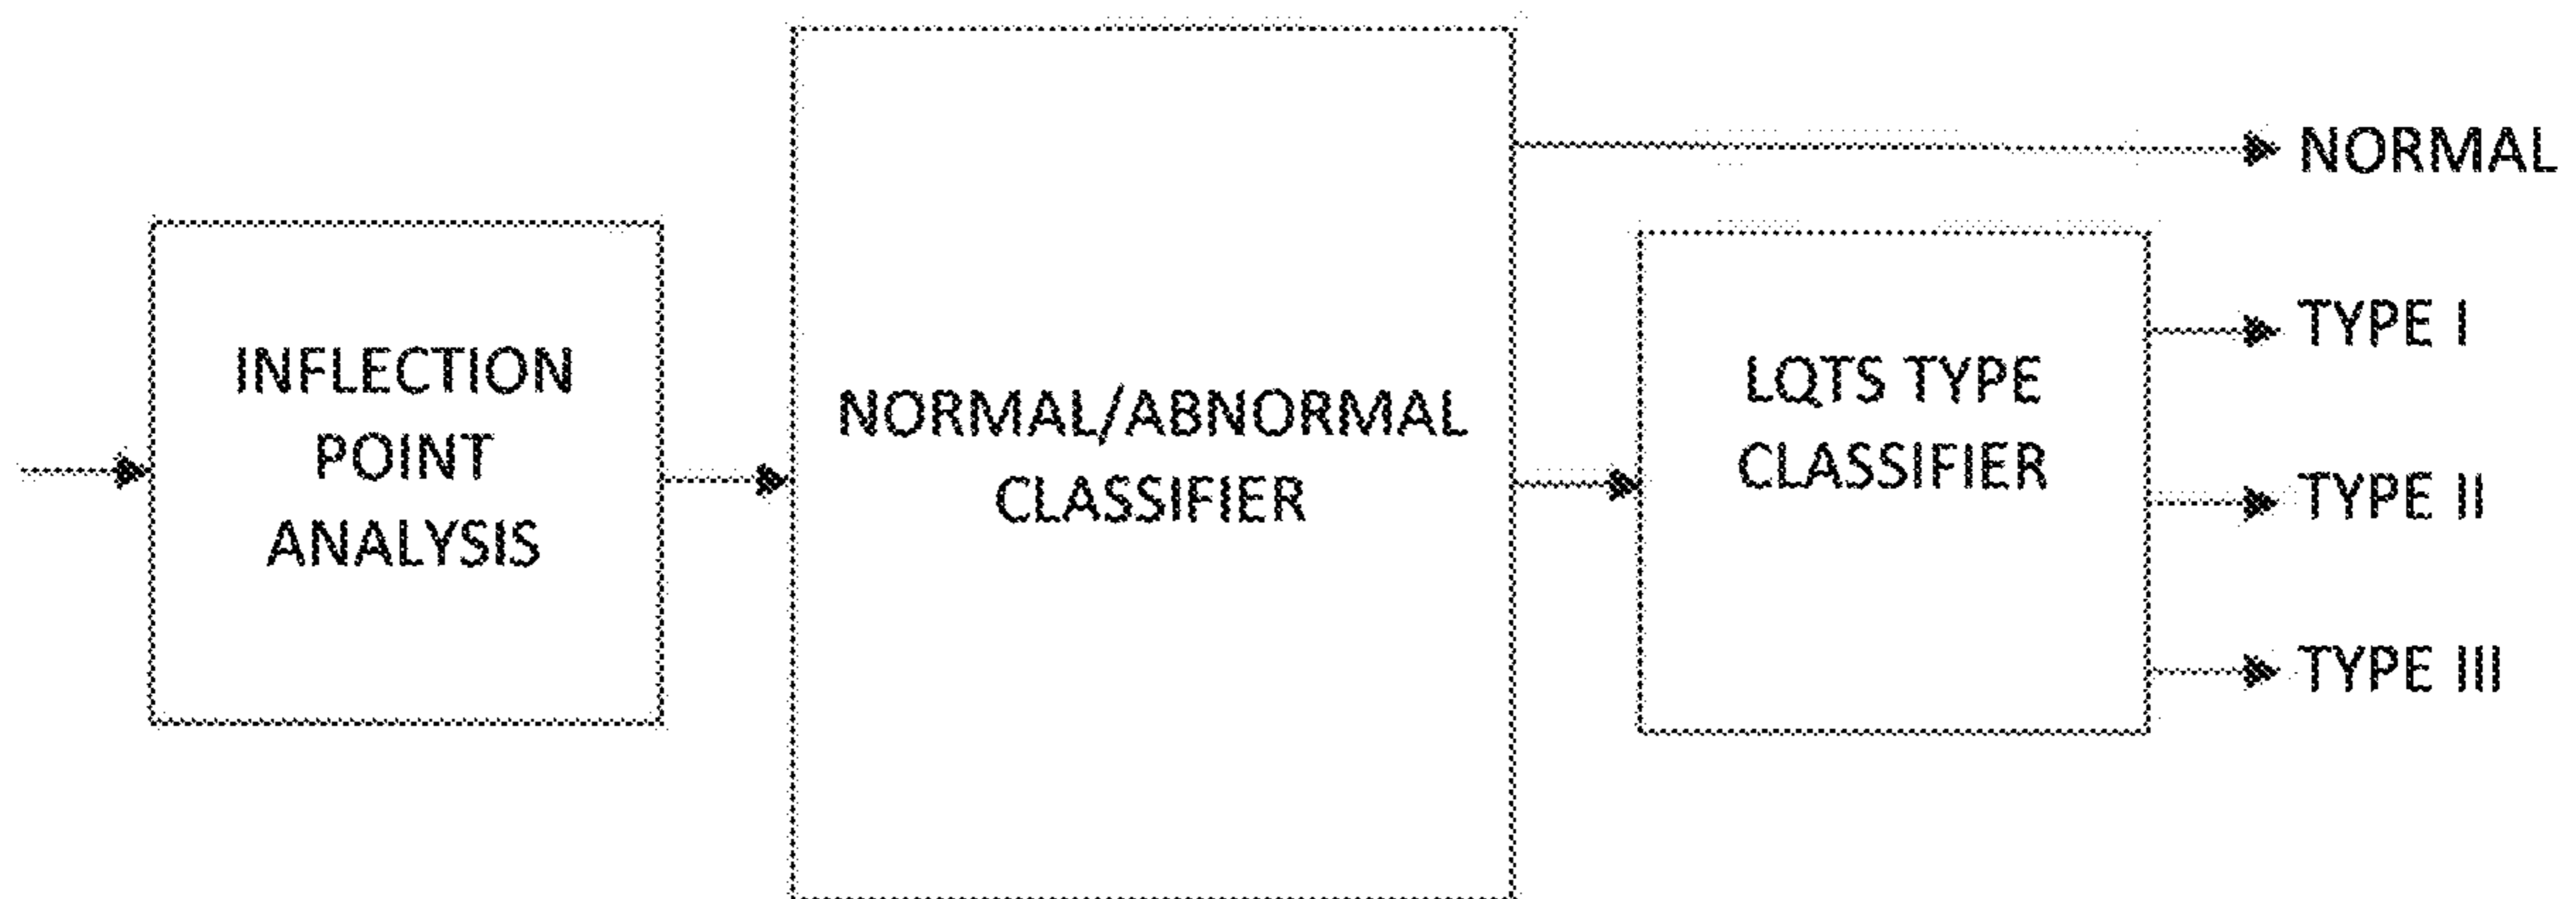 INFLECTION
POINT
ANALYSIS
NORMAL/ABNORMAL
CLASSIFIER
LQTS TYPE
CLASSIFIER
NORMAL
TYPE I
TYPE II
TYPE III